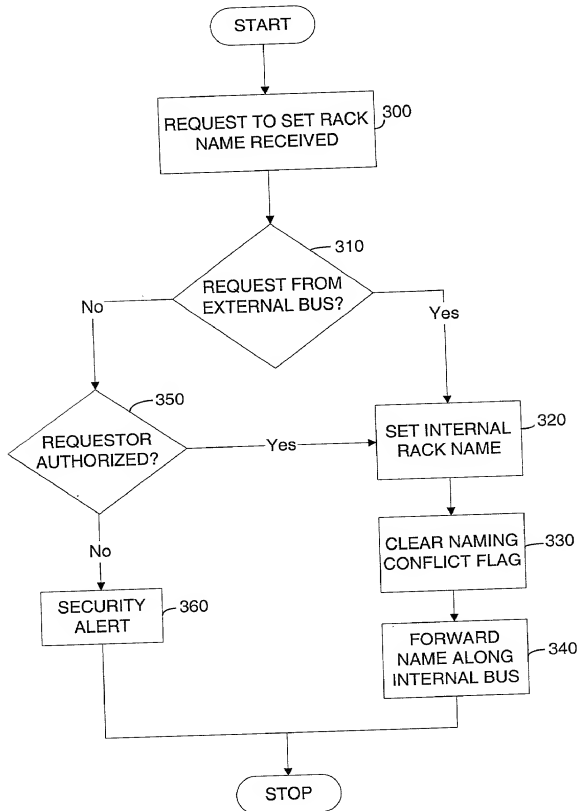 START
REQUEST TO SET RACK
NAME RECEIVED
300
310
REQUEST FROM
EXTERNAL BUS?
No
Yes
350
REQUESTOR
AUTHORIZED?
Yes
SET INTERNAL
RACK NAME
320
CLEAR NAMING
CONFLICT FLAG
330
No
SECURITY
ALERT
360
FORWARD
NAME ALONG
INTERNAL BUS
340
STOP